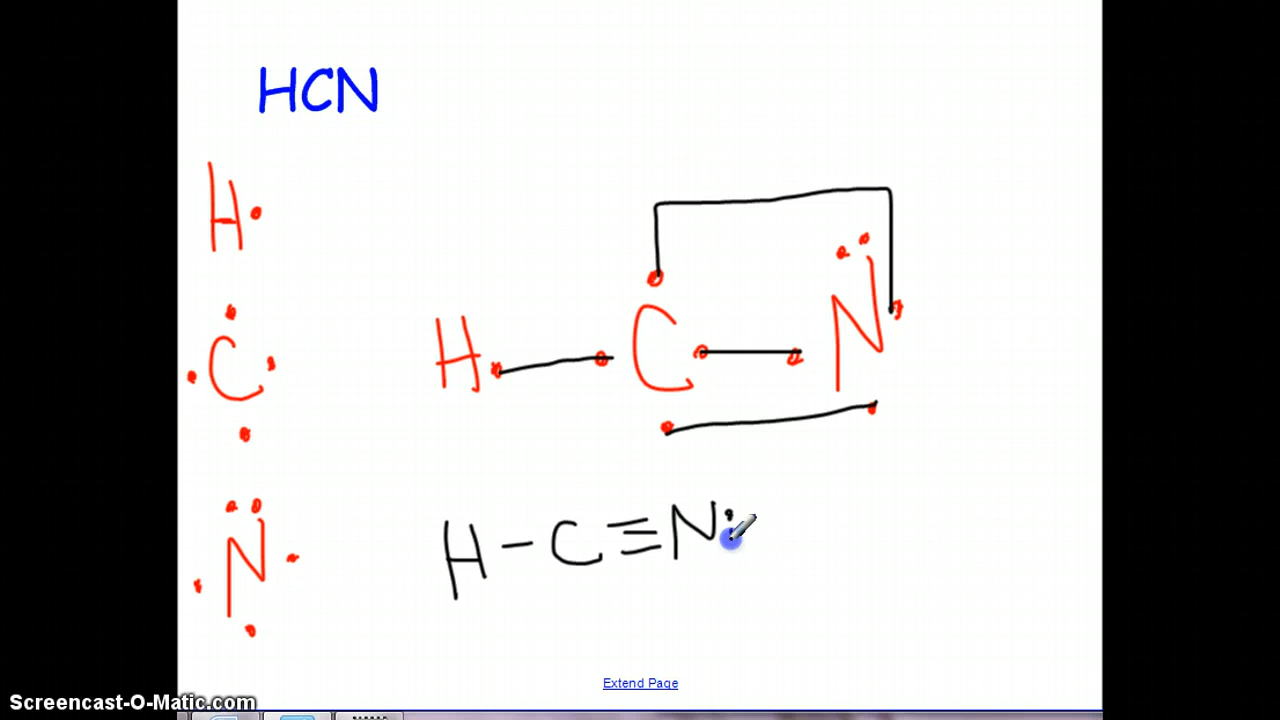 HCN
H
C
N
H C N
H - C ≡ N:
Extend Page
Screencast-O-Matic.com